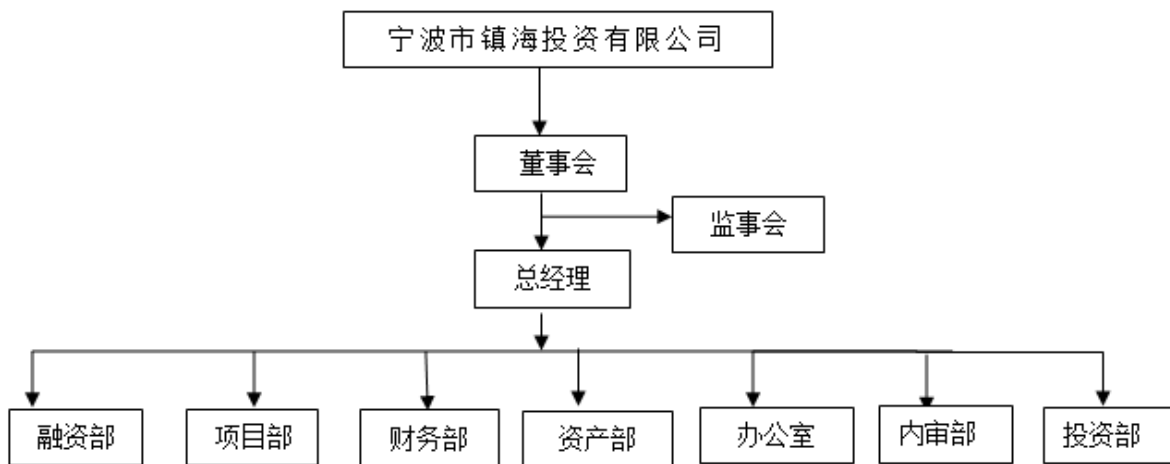 宁波市镇海投资有限公司
董事会
监事会
总经理
融资部
项目部
财务部
资产部
办公室
内审部
投资部